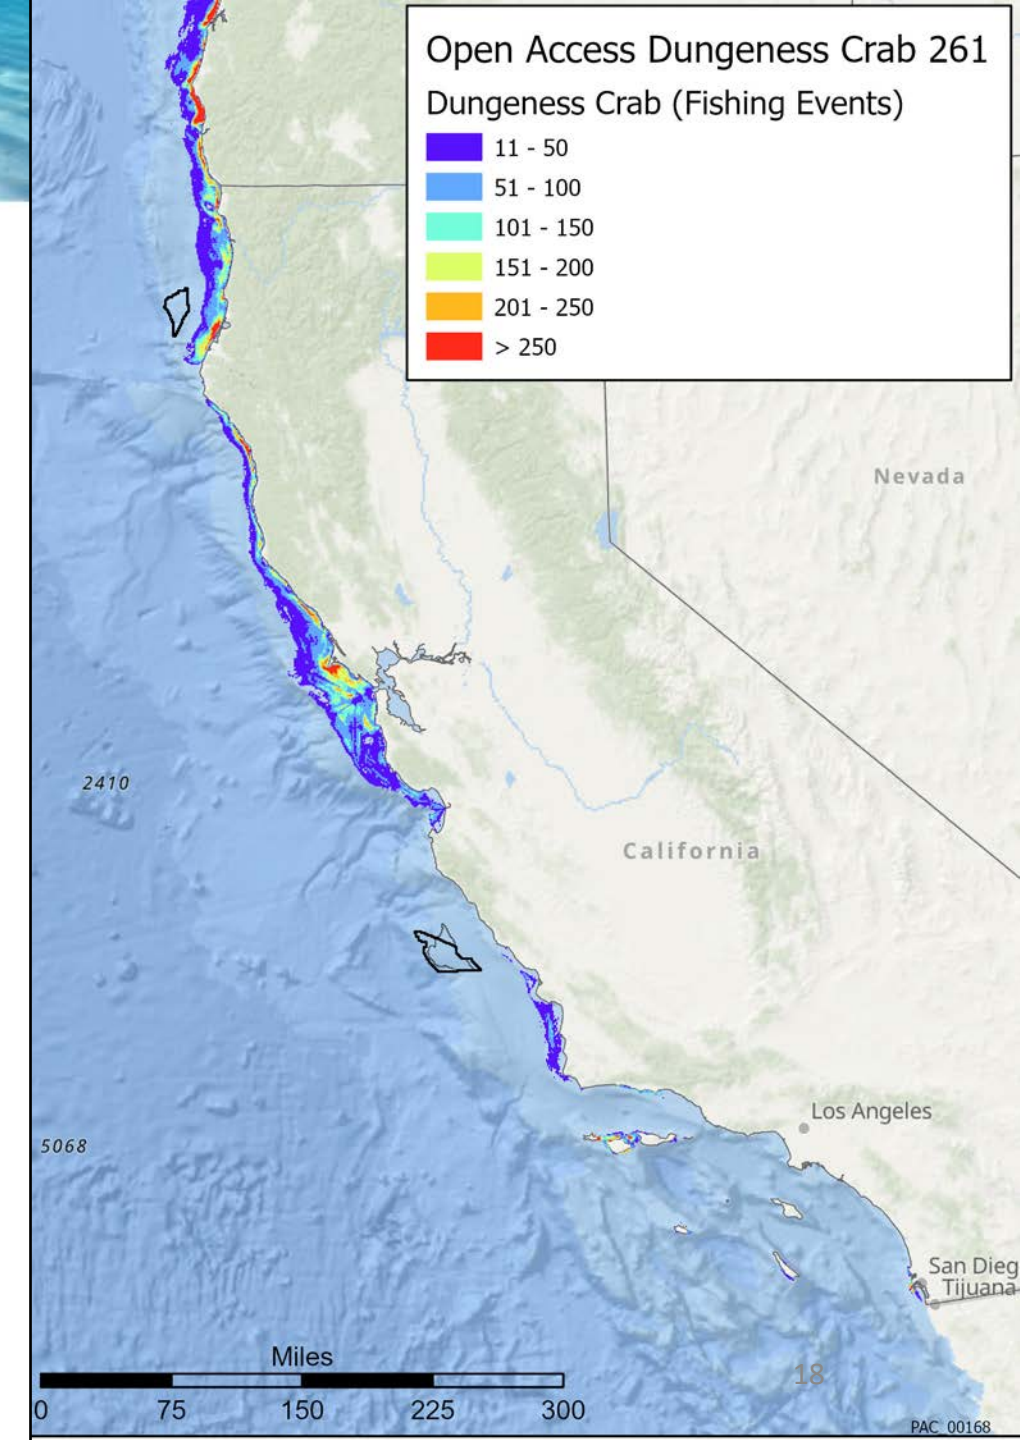 Open Access Dungeness Crab 261
Dungeness Crab (Fishing Events)
11 - 50
51 - 100
101 - 150
151 - 200
201 - 250
> 250
Nevada
2410
California
Los Angeles
5068
San Dieg
Tijuana
Miles
18
0 75 150 225 300
PAC_00168